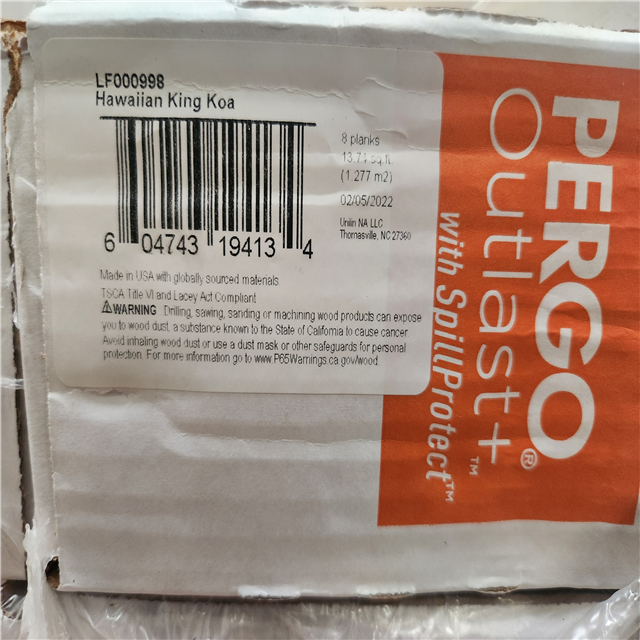 LF000998
Hawaiian King Koa
8 planks
13.71 sq.ft.
(1.277 m2)
02/05/2022
Unilin NA LLC
Thomasville, NC 27360
6 04743 19413 4
Made in USA with globally sourced materials
TSCA Title VI and Lacey Act Compliant
⚠WARNING Drilling, sawing, sanding or machining wood products can expose
you to wood dust, a substance known to the State of California to cause cancer.
Avoid inhaling wood dust or use a dust mask or other safeguards for personal
protection. For more information go to www.P65Warnings.ca.gov/wood.
PERGO®
Outlast+™
with SpillProtect™